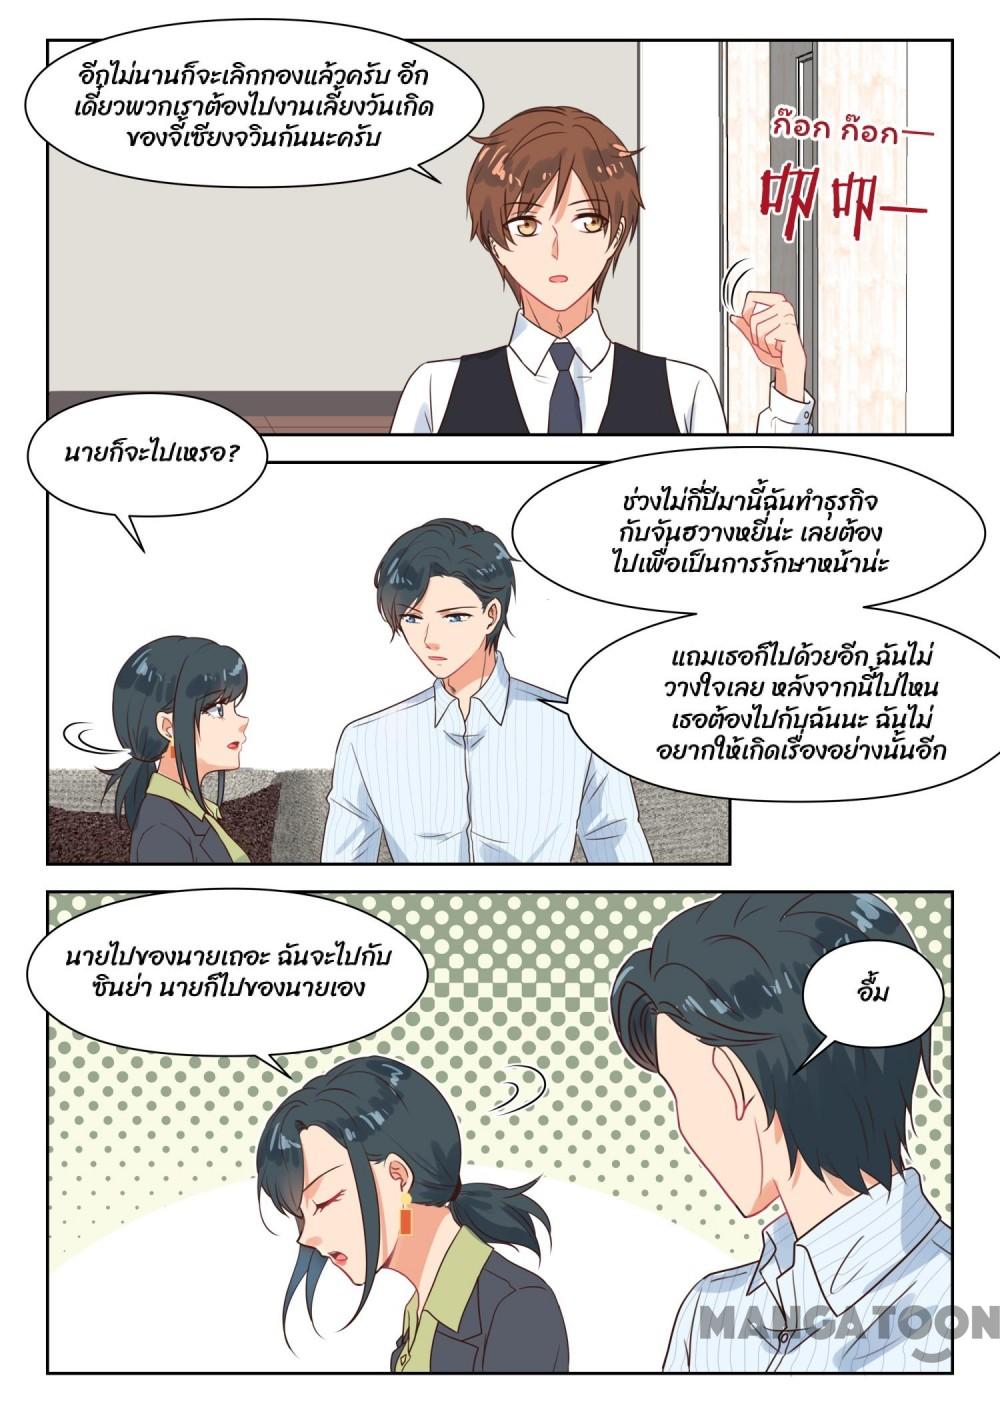 อีกไม่นานก็จะเลิกกองแล้วครับ อีก
เดี๋ยวพวกเราต้องไปงานเลี้ยงวันเกิด
ของจี้เซียงจวินกันนะครับ
ก๊อก ก๊อก
叩 叩
นายก็จะไปเหรอ?
ช่วงไม่กี่ปีมานี้ฉันทำธุรกิจ
กับจันฮวางหยี่น่ะ เลยต้อง
ไปเพื่อเป็นการรักษาหน้าน่ะ
แถมเธอก็ไปด้วยอีก ฉันไม่
วางใจเลย หลังจากนี้ไปไหน
เธอต้องไปกับฉันนะ ฉันไม่
อยากให้เกิดเรื่องอย่างนั้นอีก
นายไปของนายเถอะ ฉันจะไปกับ
ซินย่า นายก็ไปของนายเอง
อื้ม
MANGATOON